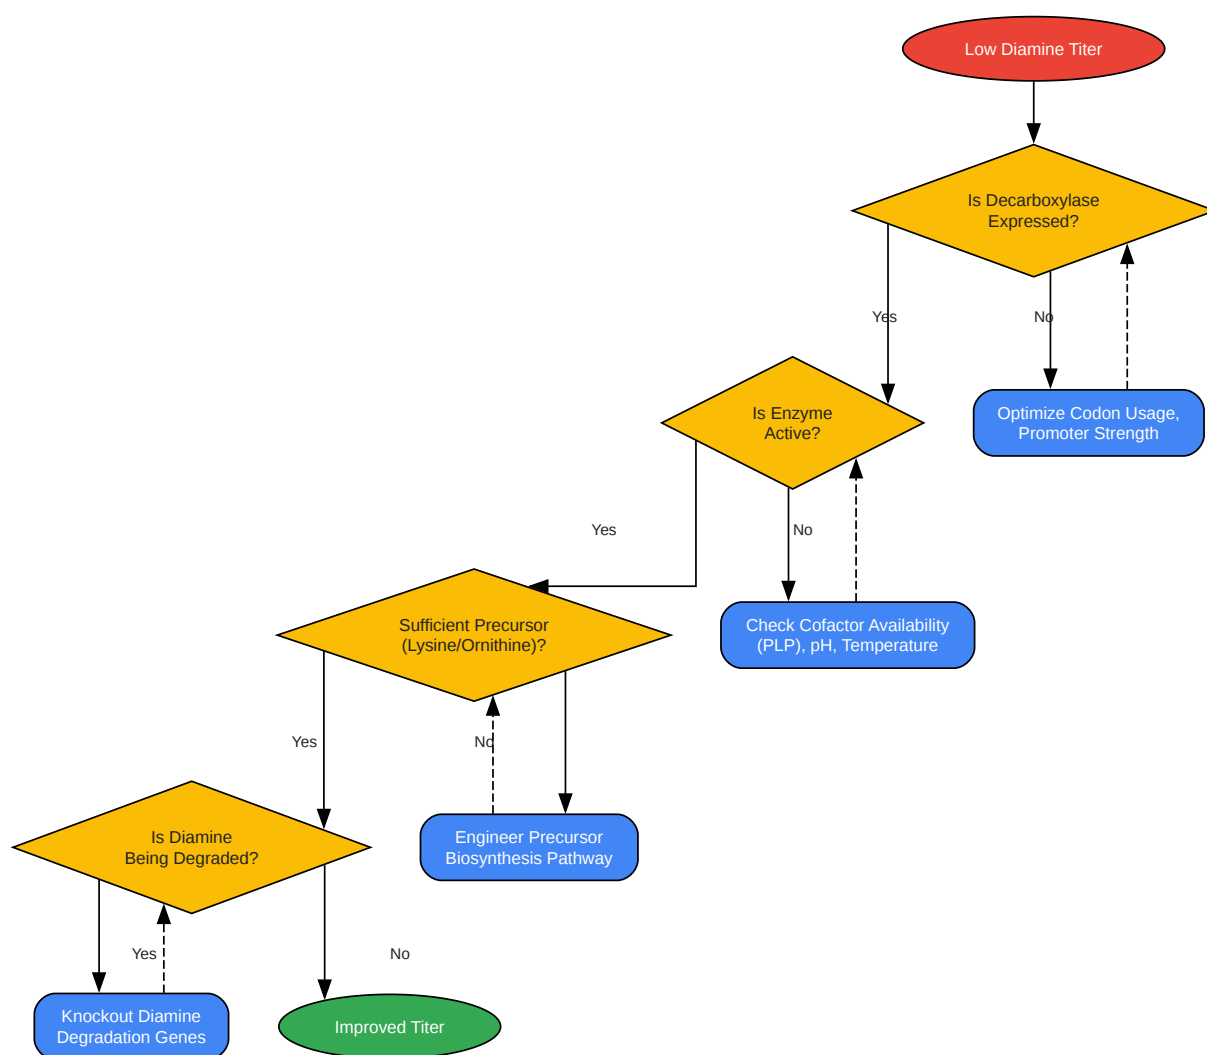 Low Diamine Titer
Is Decarboxylase
Expressed?
Yes
No
Is Enzyme
Active?
Optimize Codon Usage,
Promoter Strength
Yes
No
Sufficient Precursor
(Lysine/Ornithine)?
Check Cofactor Availability
(PLP), pH, Temperature
Yes
No
Is Diamine
Being Degraded?
Engineer Precursor
Biosynthesis Pathway
Yes
No
Knockout Diamine
Degradation Genes
Improved Titer